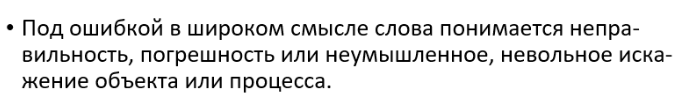 • Под ошибкой в широком смысле слова понимается непра-
вильность, погрешность или неумышленное, невольное иска-
жение объекта или процесса.